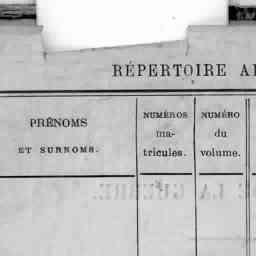 RÉPERTOIRE
PRÉNOMS
ET SURNOMS.
NUMÉROS
ma-
tricules.
NUMÉRO
du
volume.